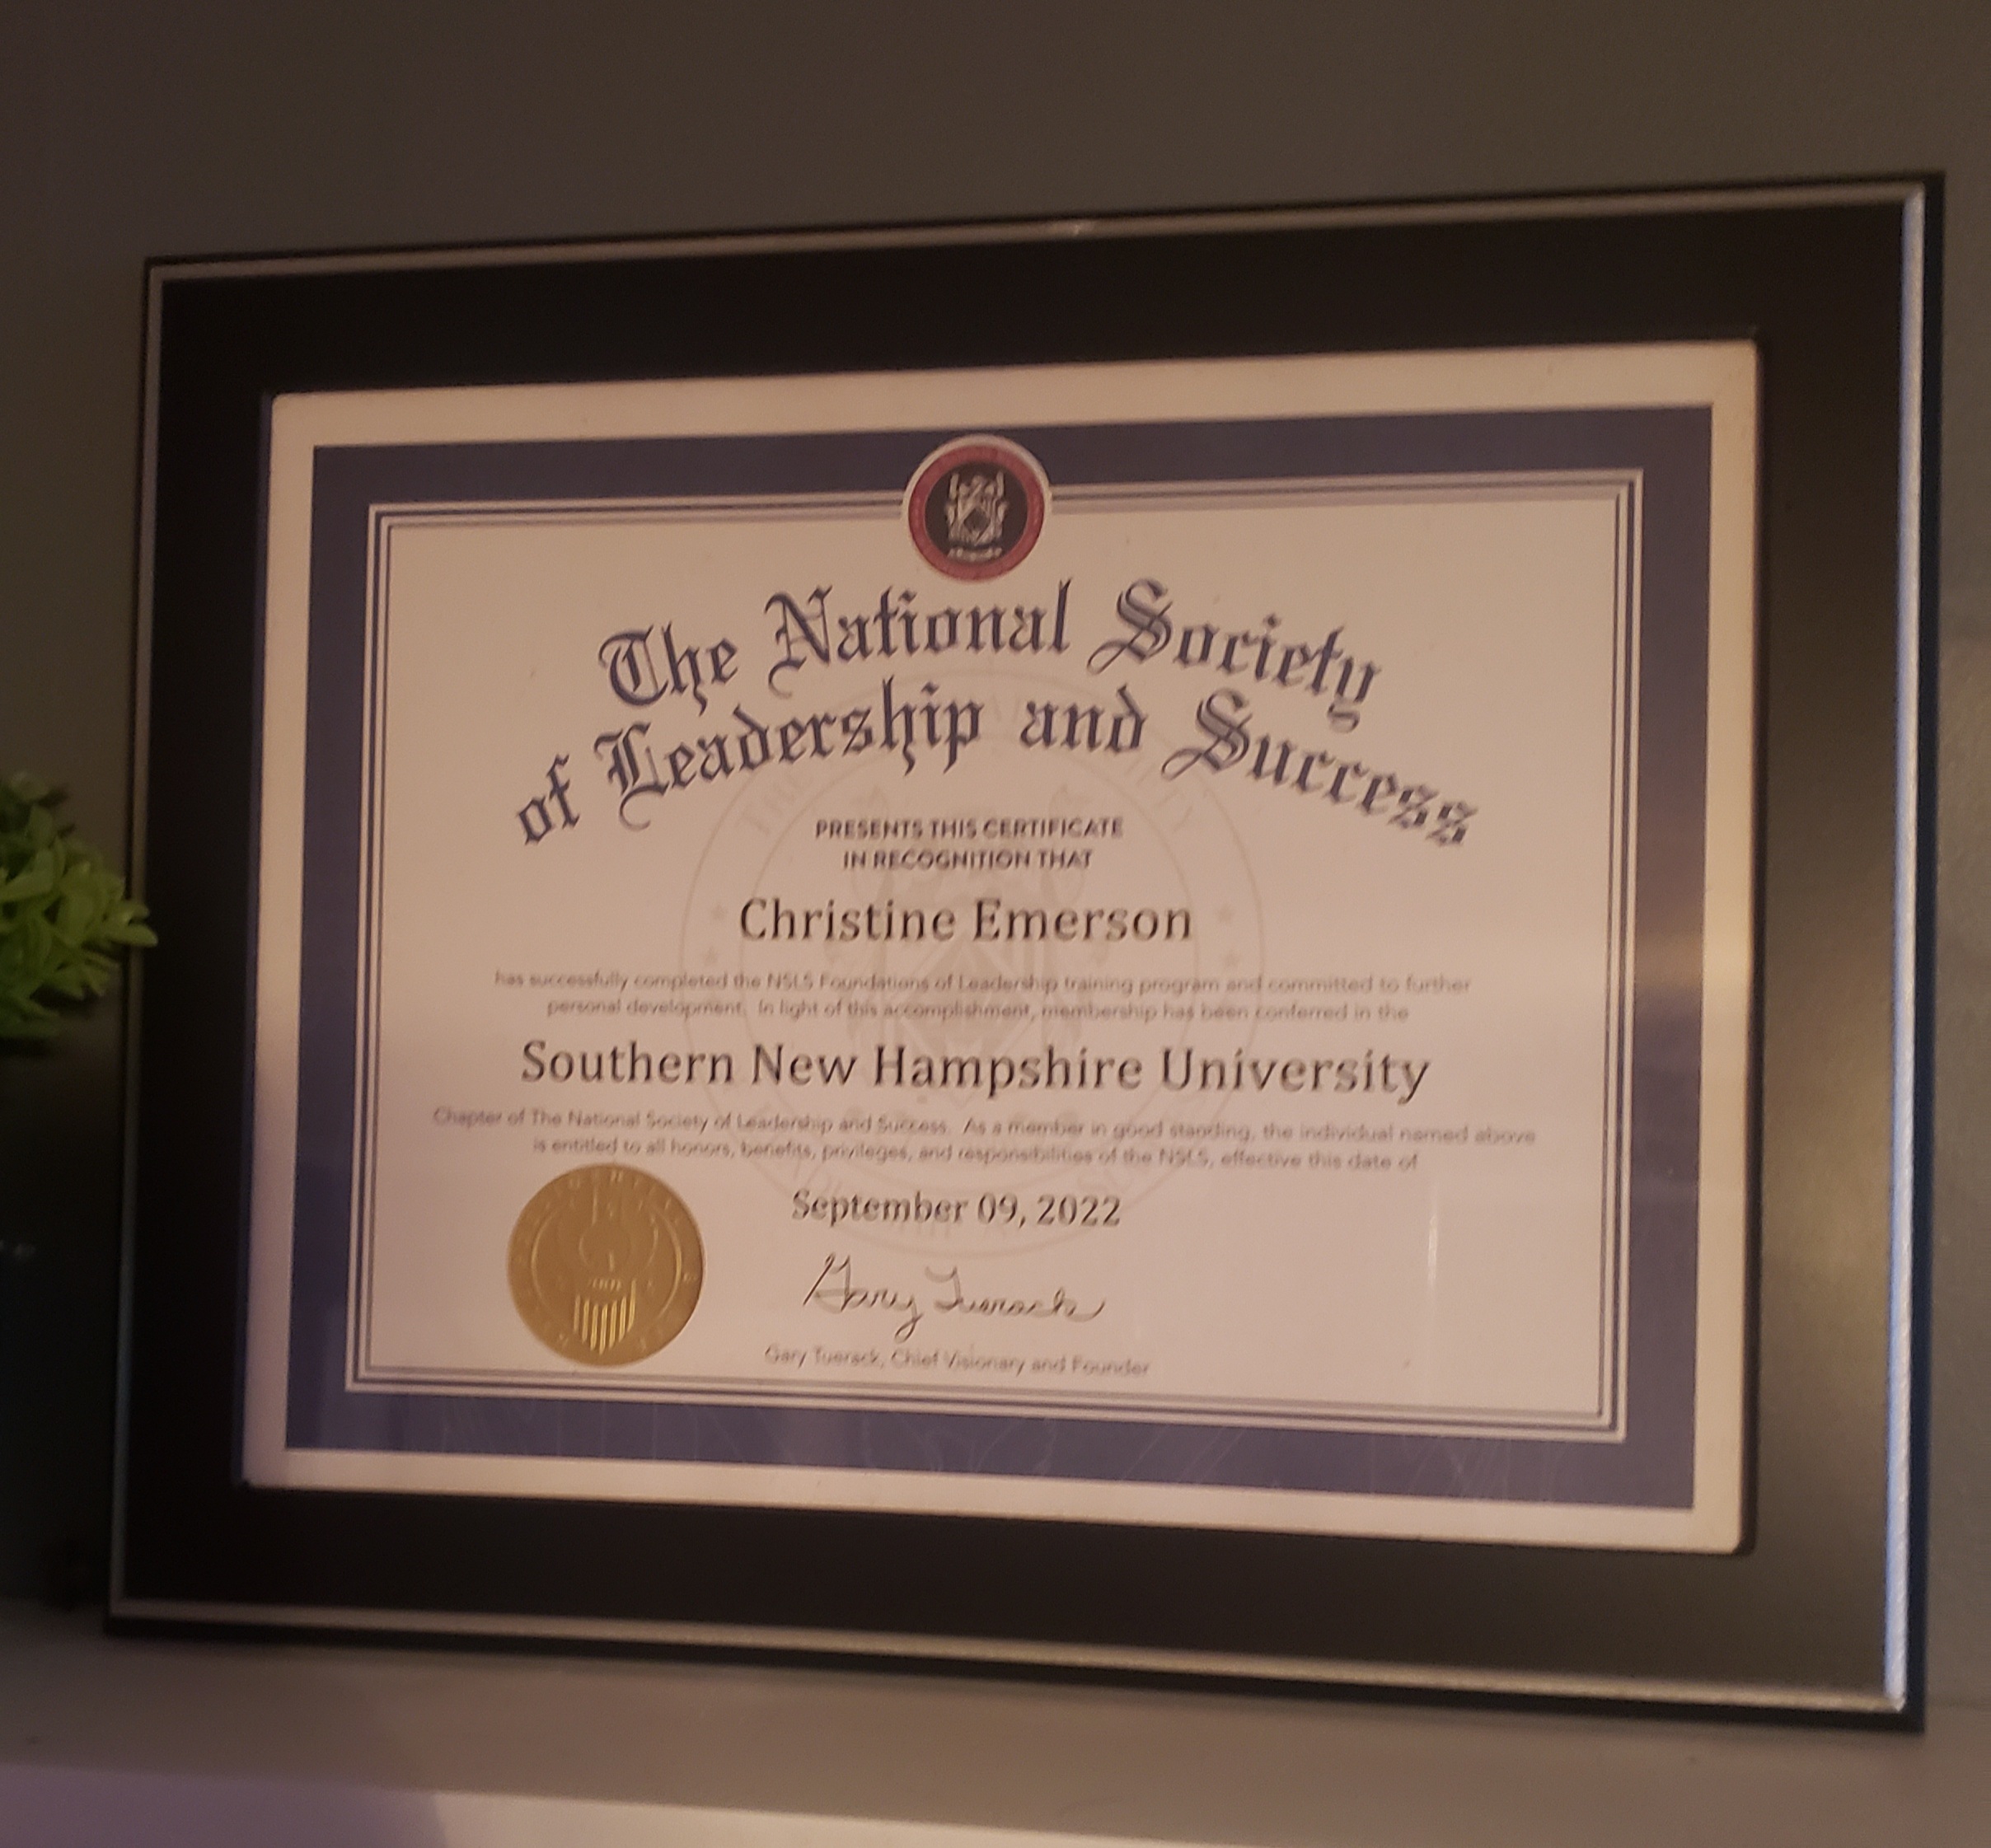 The National Society
of Leadership and Success
PRESENTS THIS CERTIFICATE
IN RECOGNITION THAT
Christine Emerson
has successfully completed the NSLS Foundations of Leadership training program and committed to further
personal development. In light of this accomplishment, membership has been conferred in the
Southern New Hampshire University
Chapter of The National Society of Leadership and Success. As a member in good standing, the individual named above
is entitled to all honors, benefits, privileges, and responsibilities of the NSLS, effective this date of
September 09, 2022
Gary Tuerack
Gary Tuerack, Chief Visionary and Founder